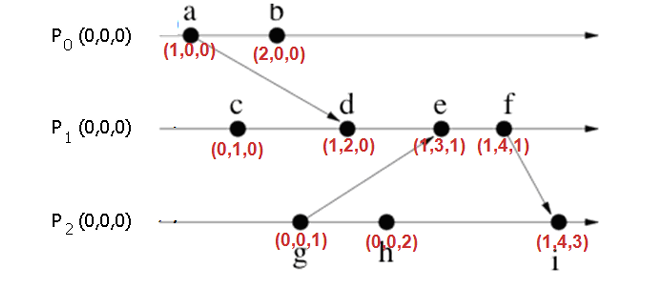 a b
P0 (0,0,0)
(1,0,0) (2,0,0)
c d e f
P1 (0,0,0)
(0,1,0) (1,2,0) (1,3,1) (1,4,1)
P2 (0,0,0)
(0,0,1) (0,0,2) (1,4,3)
g h i